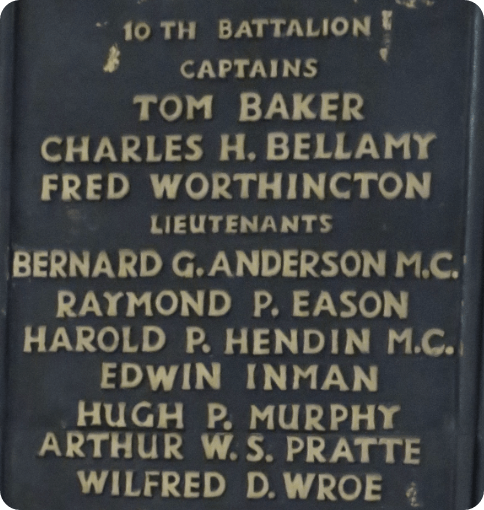 10 TH BATTALION
CAPTAINS
TOM BAKER
CHARLES H. BELLAMY
FRED WORTHINCTON
LIEUTENANTS
BERNARD G. ANDERSON M.C.
RAYMOND P. EASON
HAROLD P. HENDIN M.C.
EDWIN INMAN
HUGH P. MURPHY
ARTHUR W. S. PRATTE
WILFRED D. WROE